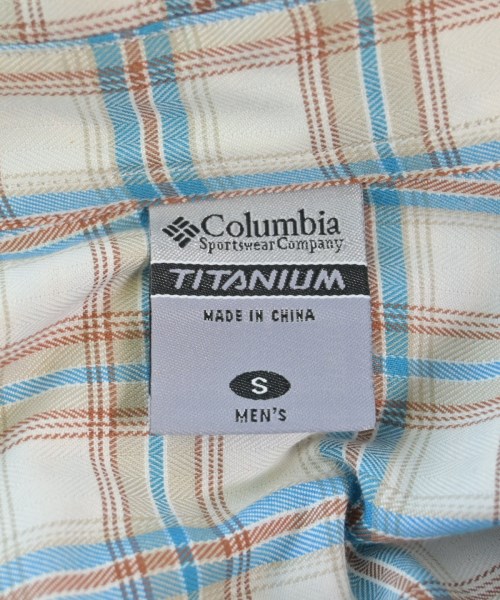 Columbia
Sportswear Company
TITANIUM
MADE IN CHINA
S
MEN'S